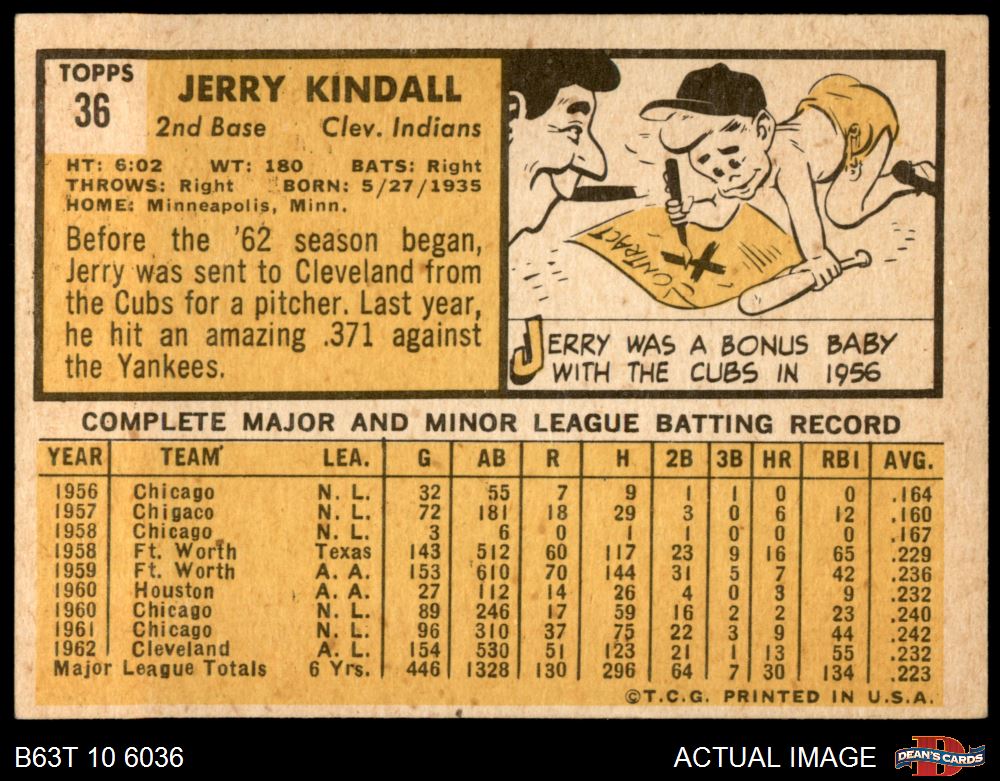 TOPPS
36
JERRY KINDALL
2nd Base Clev. Indians
HT: 6:02 WT: 180 BATS: Right
THROWS: Right BORN: 5/27/1935
HOME: Minneapolis, Minn.
Before the '62 season began,
Jerry was sent to Cleveland from
the Cubs for a pitcher. Last year,
he hit an amazing .371 against
the Yankees.
CONTRACT
X
JERRY WAS A BONUS BABY
WITH THE CUBS IN 1956
COMPLETE MAJOR AND MINOR LEAGUE BATTING RECORD
YEAR TEAM LEA. G AB R H 2B 3B HR RBI AVG.
1956 Chicago N. L. 32 55 7 9 1 1 0 0 .164
1957 Chigaco N. L. 72 181 18 29 3 0 6 12 .160
1958 Chicago N. L. 3 6 0 1 1 0 0 0 .167
1958 Ft. Worth Texas 143 512 60 117 23 9 16 65 .229
1959 Ft. Worth A. A. 153 610 70 144 31 5 7 42 .236
1960 Houston A. A. 27 112 14 26 4 0 3 9 .232
1960 Chicago N. L. 89 246 17 59 16 2 2 23 .240
1961 Chicago N. L. 96 310 37 75 22 3 9 44 .242
1962 Cleveland A. L. 154 530 51 123 21 1 13 55 .232
Major League Totals 6 Yrs. 446 1328 130 296 64 7 30 134 .223
©T.C.G. PRINTED IN U.S.A.
B63T 10 6036 ACTUAL IMAGE
DEAN'S CARDS